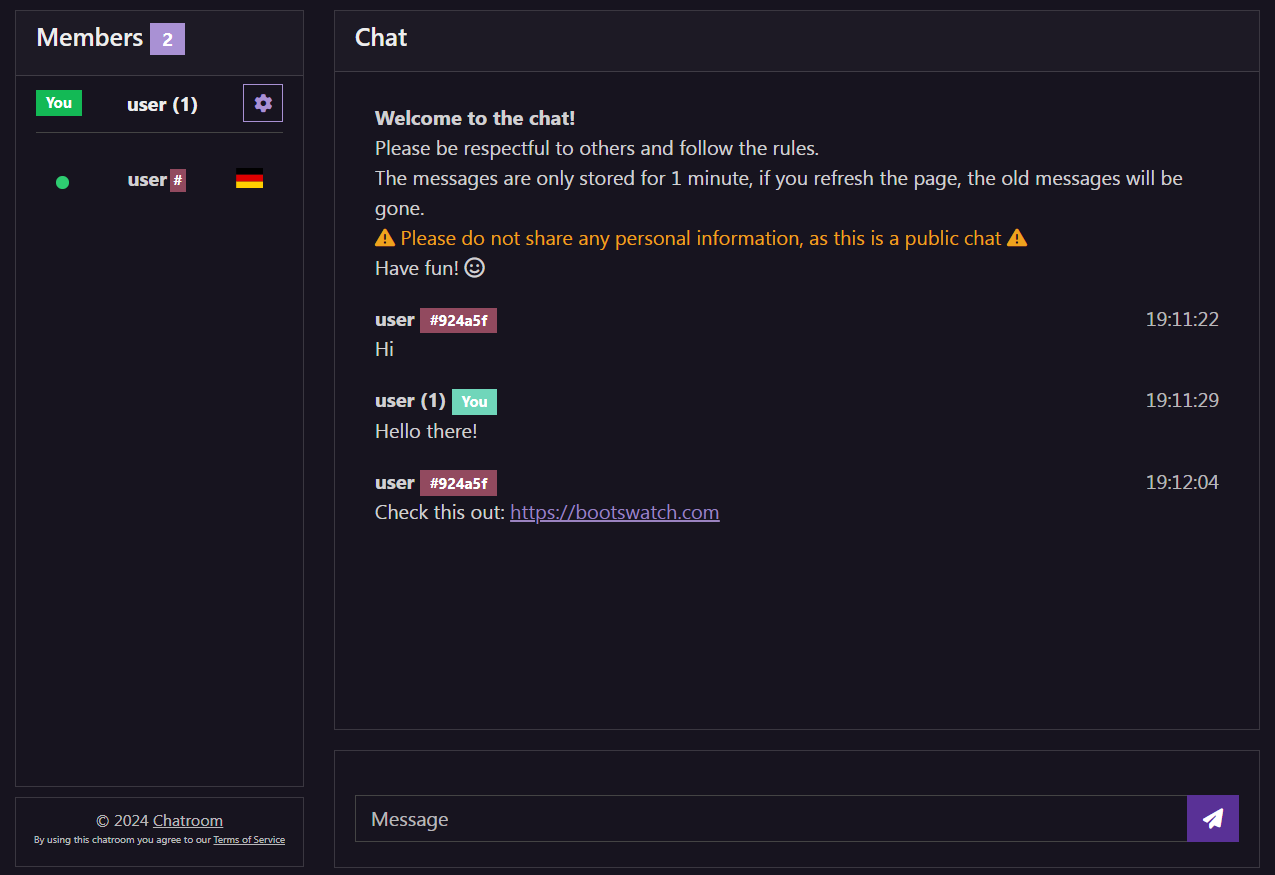 Members 2
You user (1)
user #
© 2024 Chatroom
By using this chatroom you agree to our Terms of Service
Chat
Welcome to the chat!
Please be respectful to others and follow the rules.
The messages are only stored for 1 minute, if you refresh the page, the old messages will be
gone.
Please do not share any personal information, as this is a public chat
Have fun!
user #924a5f 19:11:22
Hi
user (1) You 19:11:29
Hello there!
user #924a5f 19:12:04
Check this out: https://bootswatch.com
Message